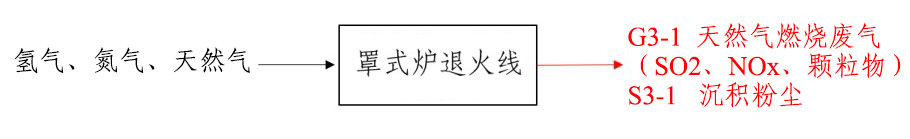 氢气、氮气、天然气
罩式炉退火线
G3-1 天然气燃烧废气
（SO2、NOx、颗粒物）
S3-1 沉积粉尘